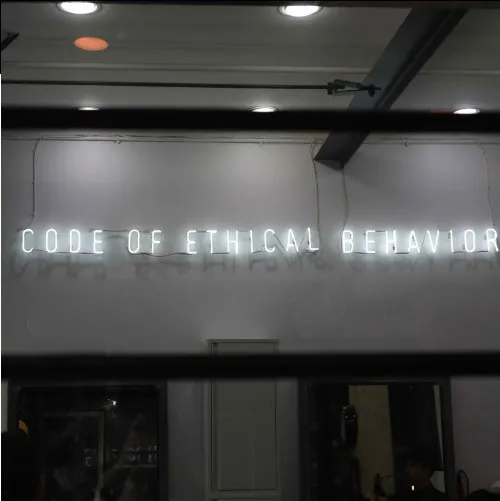 CODE OF ETHICAL BEHAVIOR